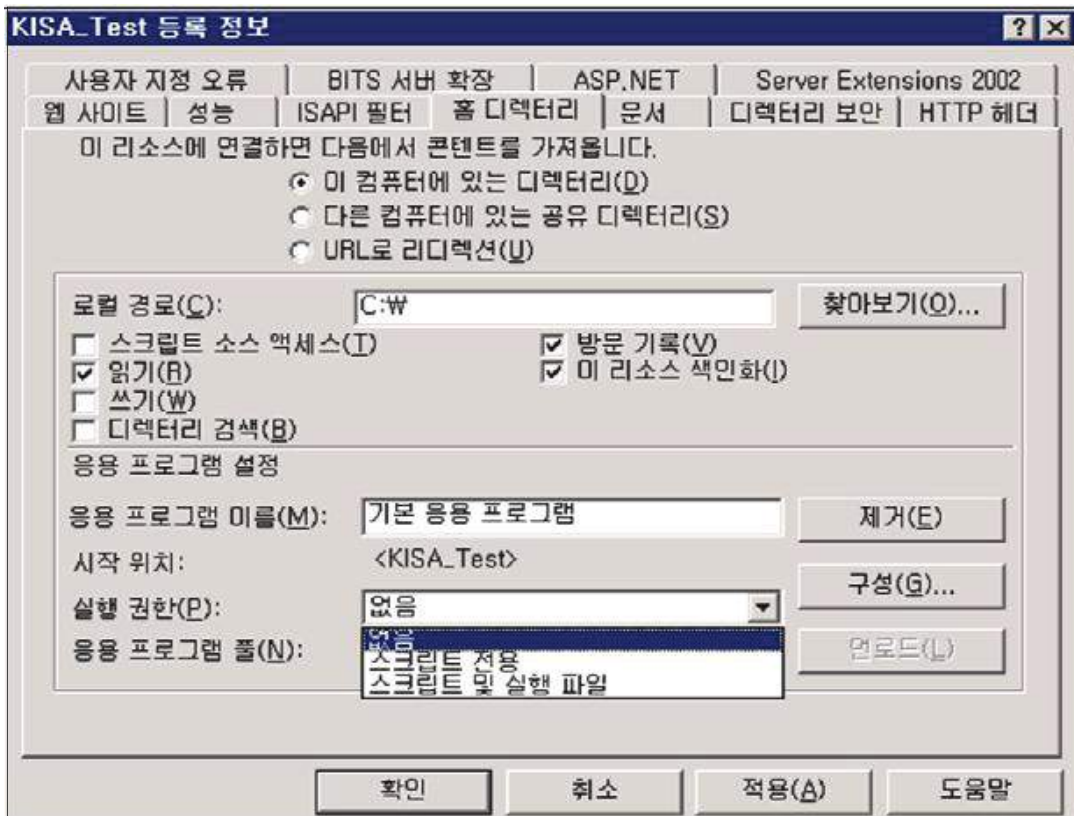 KISA_Test 등록 정보
사용자 지정 오류 BITS 서버 확장 ASP.NET Server Extensions 2002
웹 사이트 성능 ISAPI 필터 홈 디렉터리 문서 디렉터리 보안 HTTP 헤더
이 리소스에 연결하면 다음에서 콘텐트를 가져옵니다.
이 컴퓨터에 있는 디렉터리(D)
다른 컴퓨터에 있는 공유 디렉터리(S)
URL로 리디렉션(U)
로컬 경로(C): C:₩ 찾아보기(O)...
스크립트 소스 액세스(T) 방문 기록(V)
읽기(R) 이 리소스 색인화(I)
쓰기(W)
디렉터리 검색(B)
응용 프로그램 설정
응용 프로그램 이름(M): 기본 응용 프로그램 제거(E)
시작 위치: <KISA_Test>
구성(G)...
실행 권한(P): 없음
없음
응용 프로그램 풀(N): 스크립트 전용 언로드(L)
스크립트 및 실행 파일
확인 취소 적용(A) 도움말